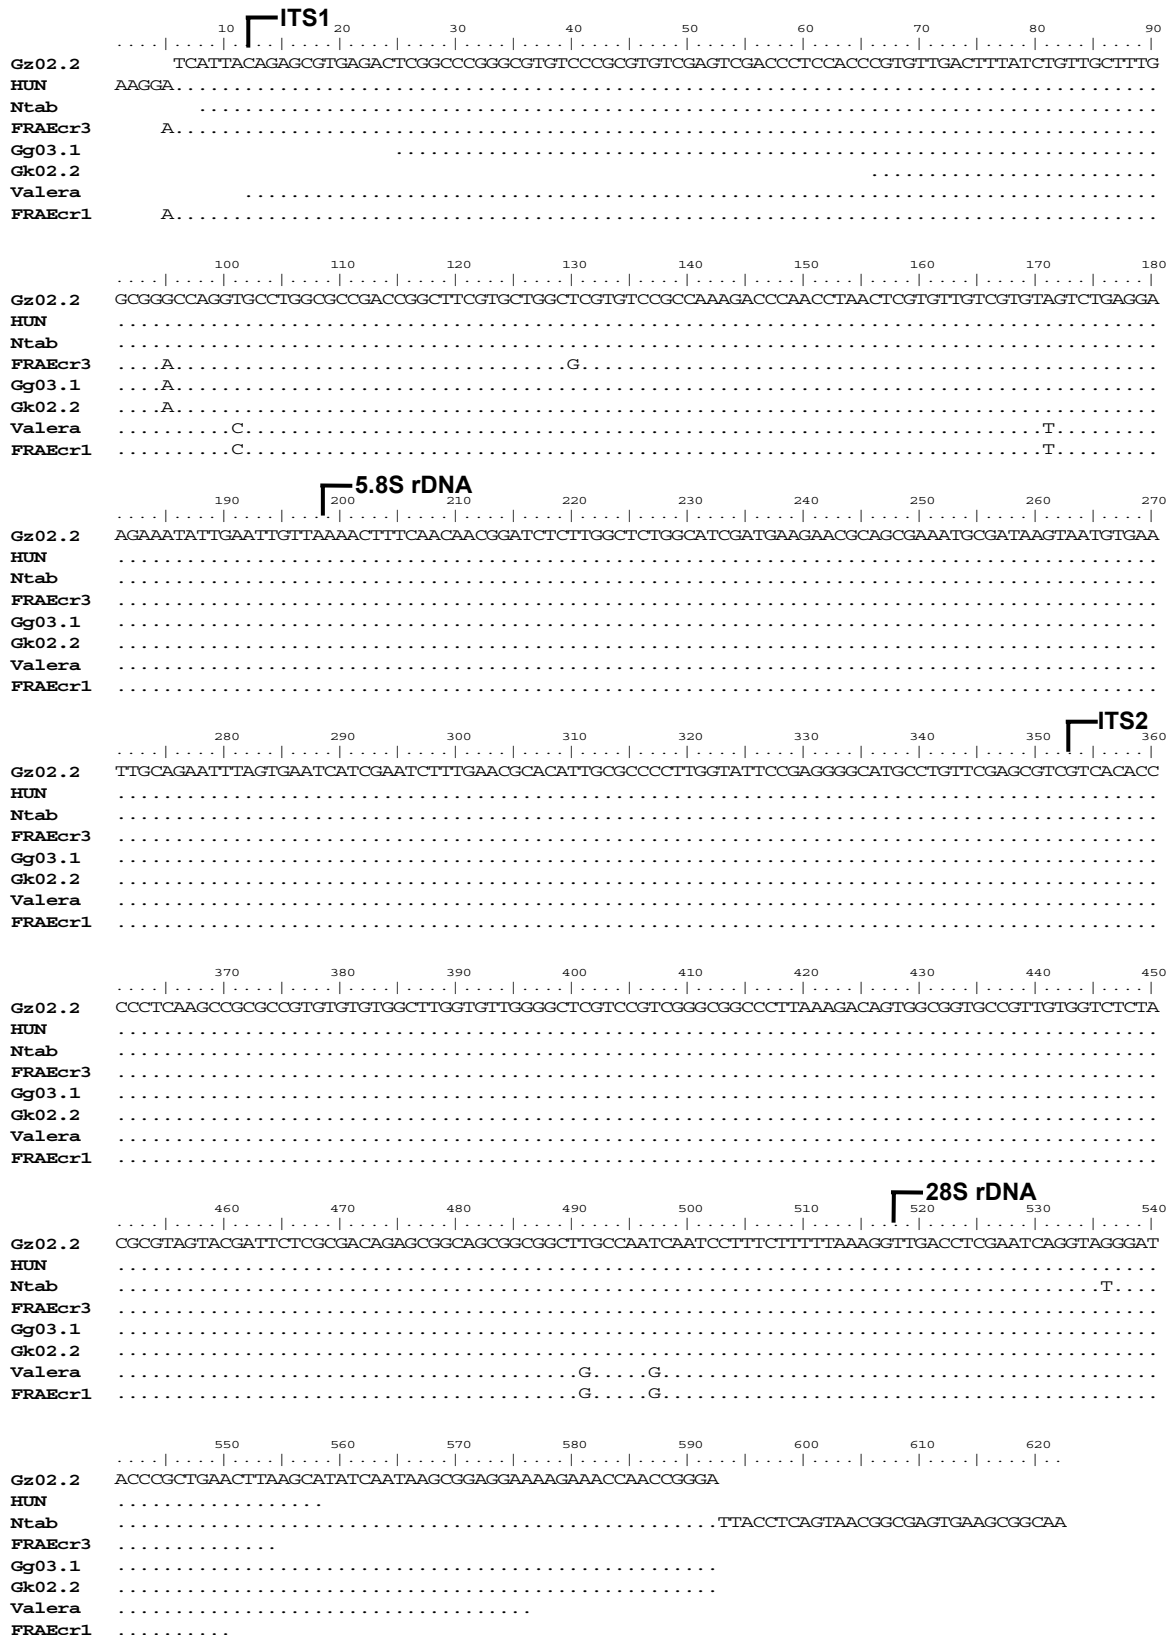 ITS1
10 20 30 40 50 60 70 80 90
Gz02.2 TCATTACAGAGCGTGAGACTCGGCCCGGGCGTGTCCCGCGTGTCGAGTCGACCCTCCACCCGTGTTGACTTTATCTGTTGCTTTG
HUN AAGGA
Ntab
FRAEcr3 A
Gg03.1
Gk02.2
Valera
FRAEcr1 A
100 110 120 130 140 150 160 170 180
Gz02.2 GCGGGCCAGGTGCCTGGCGCCGACCGGCTTCGTGCTGGCTCGTGTCCGCCAAAGACCCAACCTAACTCGTGTTGTCGTGTAGTCTGAGGA
HUN
Ntab
FRAEcr3 A G
Gg03.1 A
Gk02.2 A
Valera C T
FRAEcr1 C T
5.8S rDNA
190 200 210 220 230 240 250 260 270
Gz02.2 AGAAATATTGAATTGTTAAAACTTTCAACAACGGATCTCTTGGCTCTGGCATCGATGAAGAACGCAGCGAAATGCGATAAGTAATGTGAA
HUN
Ntab
FRAEcr3
Gg03.1
Gk02.2
Valera
FRAEcr1
ITS2
280 290 300 310 320 330 340 350 360
Gz02.2 TTGCAGAATTTAGTGAATCATCGAATCTTTGAACGCACATTGCGCCCCTTGGTATTCCGAGGGGCATGCCTGTTCGAGCGTCGTCACACC
HUN
Ntab
FRAEcr3
Gg03.1
Gk02.2
Valera
FRAEcr1
370 380 390 400 410 420 430 440 450
Gz02.2 CCCTCAAGCCGCGCCGTGTGTGTGGCTTGGTGTTGGGGCTCGTCCGTCGGGCGGCCCTTAAAGACAGTGGCGGTGCCGTTGTGGTCTCTA
HUN
Ntab
FRAEcr3
Gg03.1
Gk02.2
Valera
FRAEcr1
28S rDNA
460 470 480 490 500 510 520 530 540
Gz02.2 CGCGTAGTACGATTCTCGCGACAGAGCGGCAGCGGCGGCTTGCCAATCAATCCTTTCTTTTTAAAGGTTGACCTCGAATCAGGTAGGGAT
HUN
Ntab T
FRAEcr3
Gg03.1
Gk02.2
Valera G G
FRAEcr1 G G
550 560 570 580 590 600 610 620
Gz02.2 ACCCGCTGAACTTAAGCATATCAATAAGCGGAGGAAAAGAAACCAACCGGGA
HUN
Ntab TTACCTCAGTAACGGCGAGTGAAGCGGCAA
FRAEcr3
Gg03.1
Gk02.2
Valera
FRAEcr1